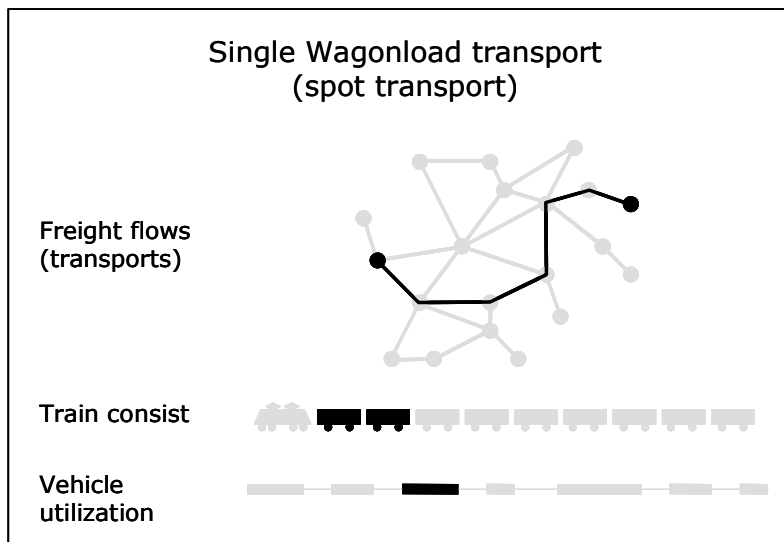 Single Wagonload transport
(spot transport)
Freight flows
(transports)
Train consist
Vehicle
utilization